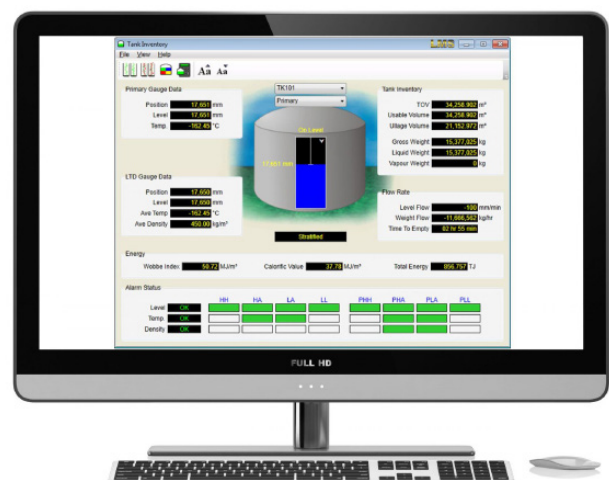 Tank Inventory
File View Help
Aâ Aǎ
Primary Gauge Data
Position 17,651 mm
Level 17,651 mm
Temp. -162.45 °C
TK101
Primary
On Level
17,651 mm
Tank Inventory
TOV 34,258.902 m³
Usable Volume 34,258.902 m³
Ullage Volume 21,152.972 m³
Gross Weight 15,377,025 kg
Liquid Weight 15,377,025 kg
Vapour Weight 0 kg
LTD Gauge Data
Position 17,650 mm
Level 17,650 mm
Ave Temp -162.45 °C
Ave Density 450.00 kg/m³
Stratified
Flow Rate
Level Flow -100 mm/min
Weight Flow -11,666,562 kg/hr
Time To Empty 02 hr 55 min
Energy
Wobbe Index 50.72 MJ/m³
Calorific Value 37.78 MJ/m³
Total Energy 856.757 TJ
Alarm Status
HH HA LA LL PHH PHA PLA PLL
Level OK
Temp. OK
Density OK
FULL HD